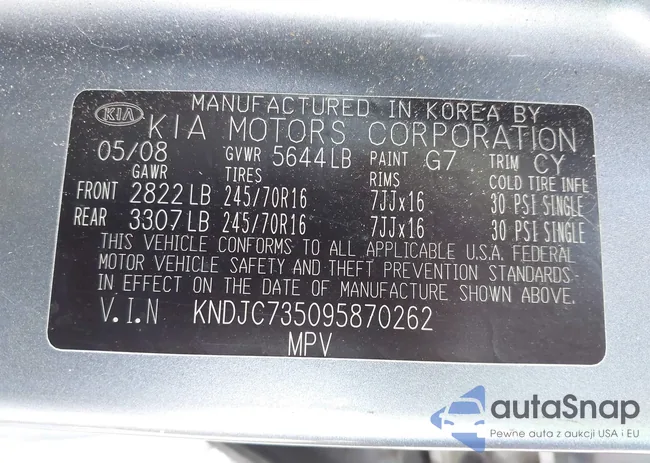 MANUFACTURED IN KOREA BY
KIA KIA MOTORS CORPORATION
05/08 GVWR 5644LB PAINT G7 TRIM CY
GAWR TIRES RIMS COLD TIRE INFL
FRONT 2822LB 245/70R16 7JJx16 30 PSI SINGLE
REAR 3307LB 245/70R16 7JJx16 30 PSI SINGLE
THIS VEHICLE CONFORMS TO ALL APPLICABLE U.S.A. FEDERAL
MOTOR VEHICLE SAFETY AND THEFT PREVENTION STANDARDS
IN EFFECT ON THE DATE OF MANUFACTURE SHOWN ABOVE.
V.I.N KNDJC735095870262
MPV
autoSnap
Pewne auta z aukcji USA i EU